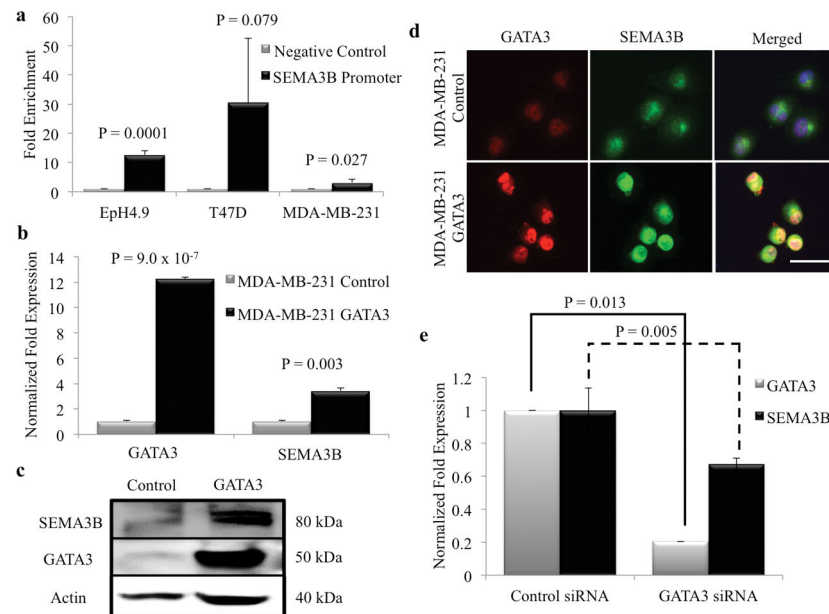 a
P = 0.079
Negative Control
SEMA3B Promoter
P = 0.0001
P = 0.027
Fold Enrichment
60
50
40
30
20
10
0
EpH4.9
T47D
MDA-MB-231
b
P = 9.0 x 10-7
MDA-MB-231 Control
MDA-MB-231 GATA3
P = 0.003
Normalized Fold Expression
14
12
10
8
6
4
2
0
GATA3
SEMA3B
c
Control
GATA3
SEMA3B
80 kDa
GATA3
50 kDa
Actin
40 kDa
d
GATA3
SEMA3B
Merged
MDA-MB-231
Control
MDA-MB-231
GATA3
e
P = 0.013
P = 0.005
GATA3
SEMA3B
Normalized Fold Expression
1.2
1
0.8
0.6
0.4
0.2
0
Control siRNA
GATA3 siRNA